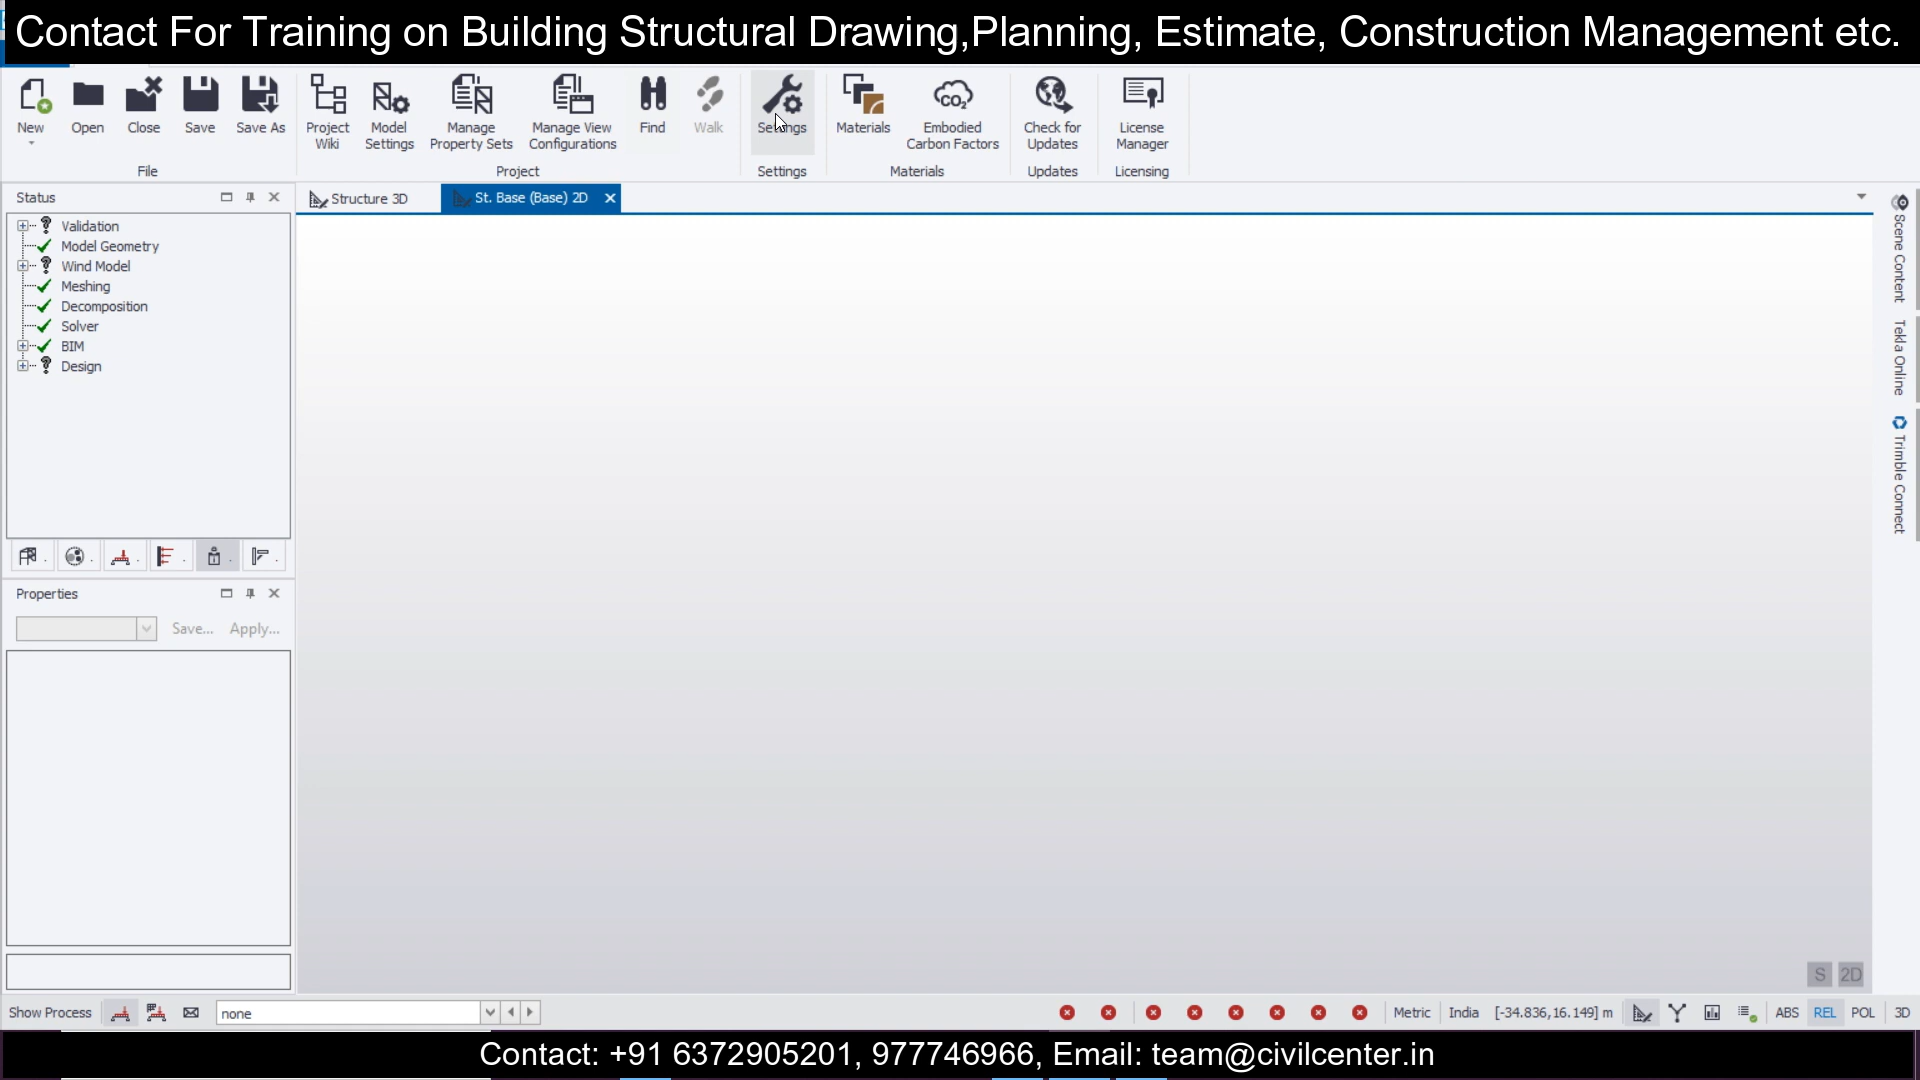 Contact For Training on Building Structural Drawing,Planning, Estimate, Construction Management etc.
New
Open
Close
Save
Save As
Project
Wiki
Model
Settings
Manage
Property Sets
Manage View
Configurations
Find
Walk
Settings
Materials
Embodied
Carbon Factors
Check for
Updates
License
Manager
File
Project
Settings
Materials
Updates
Licensing
Status
Structure 3D
St. Base (Base) 2D
Validation
Model Geometry
Wind Model
Meshing
Decomposition
Solver
BIM
Design
Scene Content
Tekla Online
Trimble Connect
Properties
Save...
Apply...
S
2D
Show Process
none
Metric
India
[-34.836,16.149] m
ABS
REL
POL
3D
Contact: +91 6372905201, 977746966, Email: team@civilcenter.in